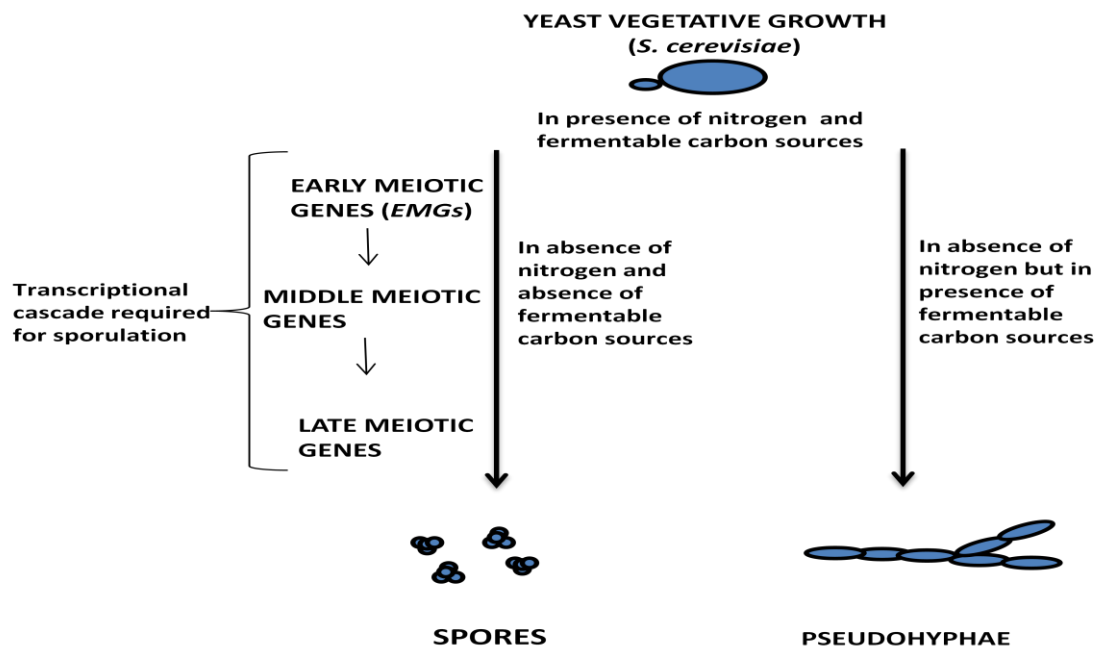 YEAST VEGETATIVE GROWTH
(S. cerevisiae)
In presence of nitrogen and
fermentable carbon sources
EARLY MEIOTIC
GENES (EMGs)
MIDDLE MEIOTIC
GENES
LATE MEIOTIC
GENES
Transcriptional
cascade required
for sporulation
In absence of
nitrogen and
absence of
fermentable
carbon sources
In absence of
nitrogen but in
presence of
fermentable
carbon sources
SPORES
PSEUDOHYPHAE